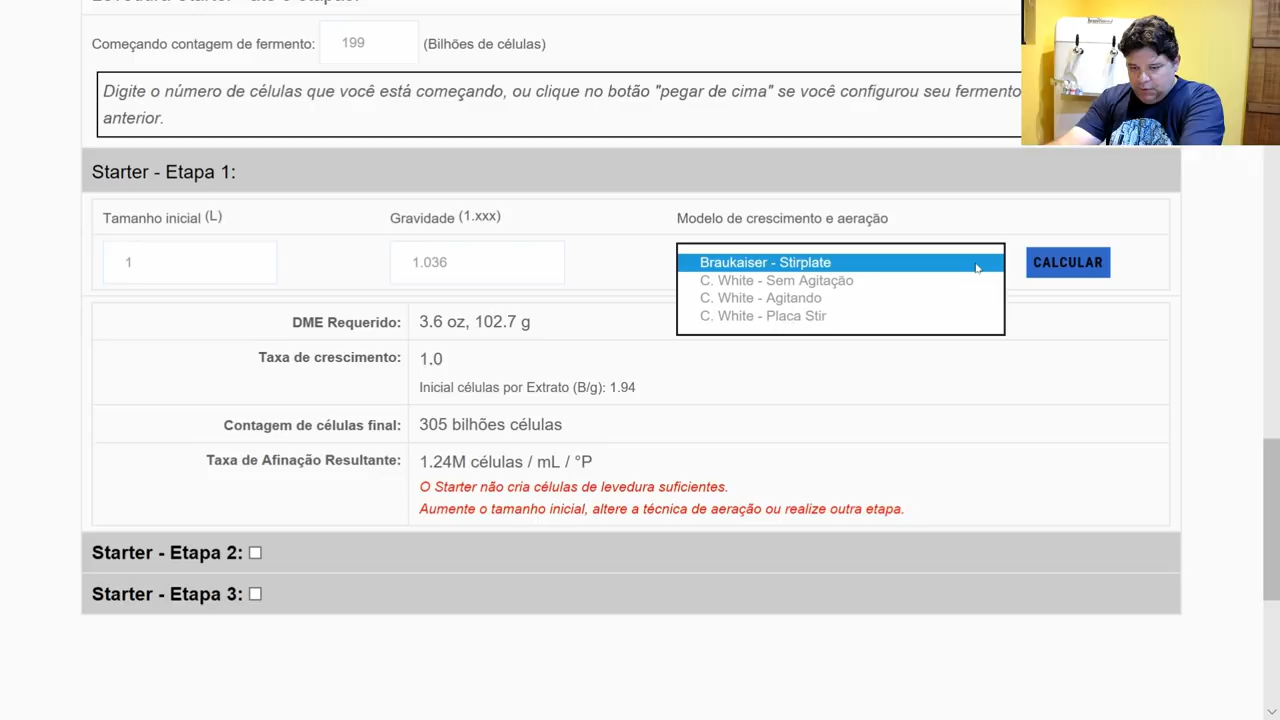 Começando contagem de fermento: 199 (Bilhões de células)
Digite o número de células que você está começando, ou clique no botão "pegar de cima" se você configurou seu fermento
anterior.
Starter - Etapa 1:
Tamanho inicial (L) Gravidade (1.xxx) Modelo de crescimento e aeração
1 1.036 Braukaiser - Stirplate CALCULAR
C. White - Sem Agitação
C. White - Agitando
C. White - Placa Stir
DME Requerido: 3.6 oz, 102.7 g
Taxa de crescimento: 1.0
Inicial células por Extrato (B/g): 1.94
Contagem de células final: 305 bilhões células
Taxa de Afinação Resultante: 1.24M células / mL / °P
O Starter não cria células de levedura suficientes.
Aumente o tamanho inicial, altere a técnica de aeração ou realize outra etapa.
Starter - Etapa 2:
Starter - Etapa 3: